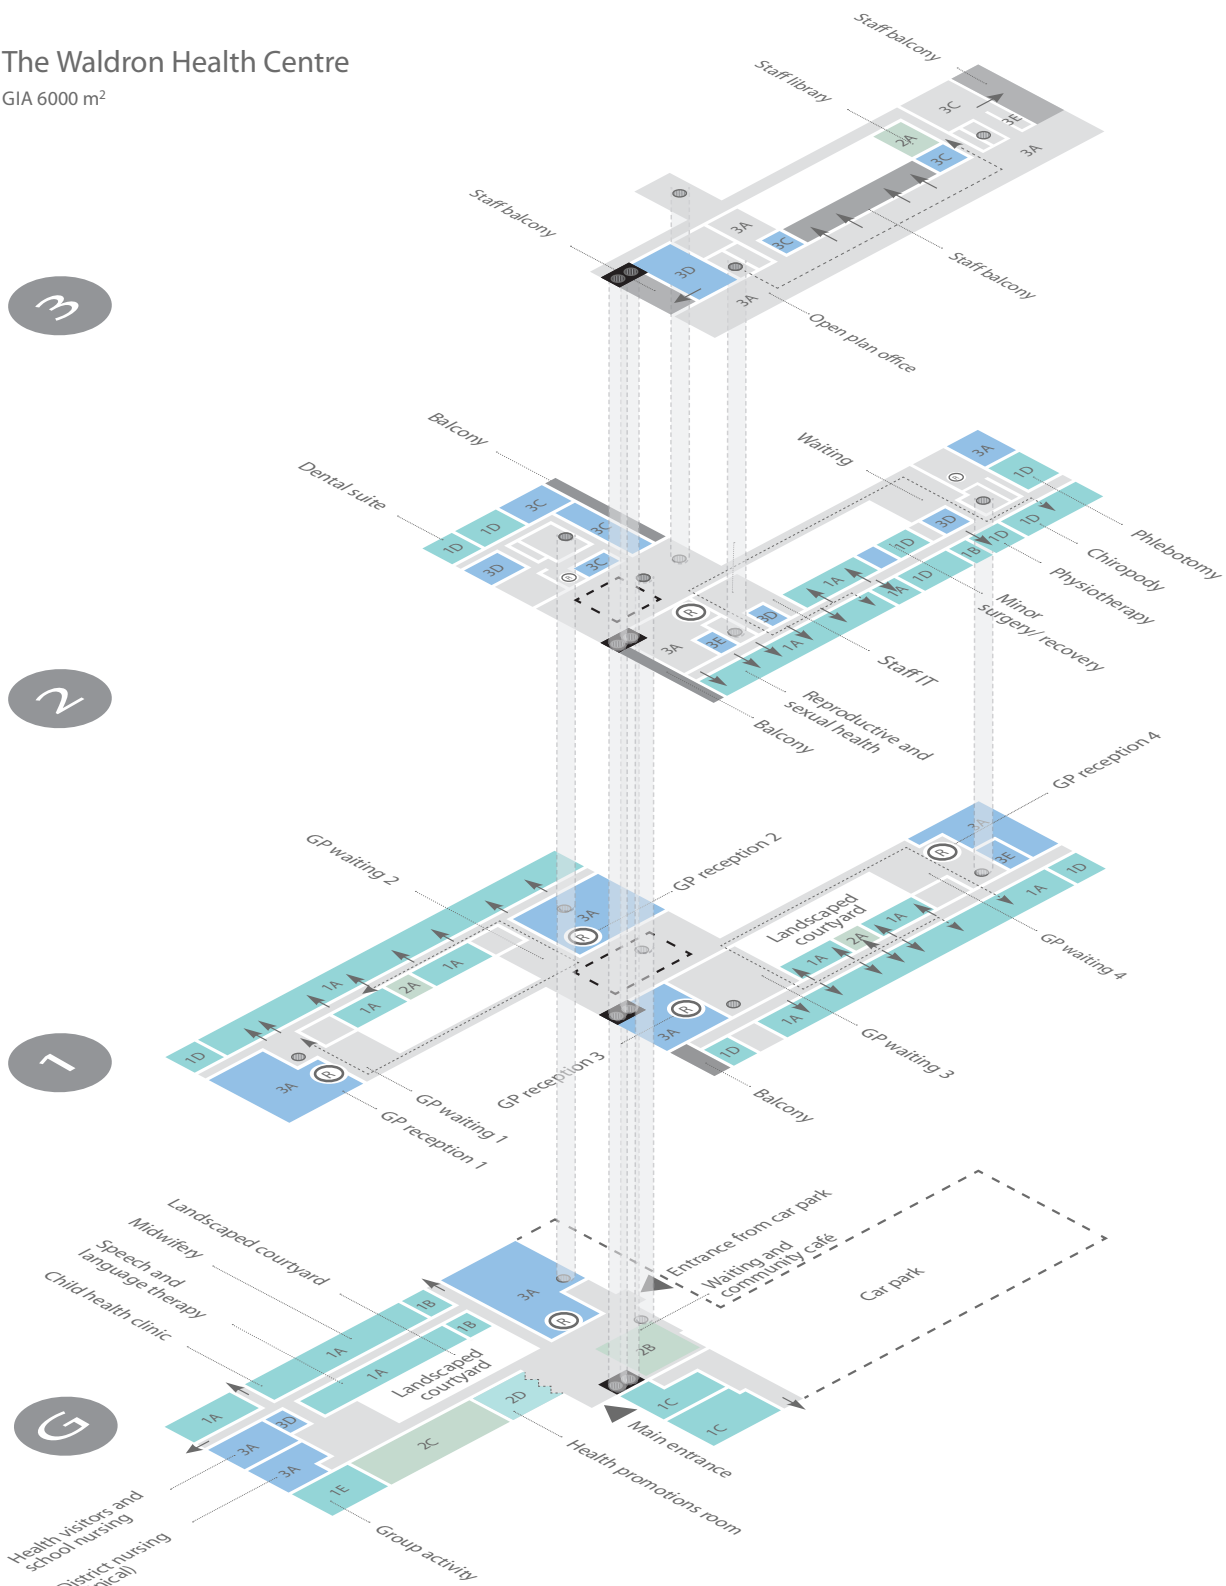 The Waldron Health Centre
GIA 6000 m²
Staff balcony
Staff library
3C
3E
3A
2A
3C
Staff balcony
3A
3C
3D
3A
Staff balcony
Open plan office
3
Balcony
Dental suite
Waiting
3A
1D
R
3C
3C
1D
1D
3D
3C
R
3D
1D
1D
1B
1D
1D
1A
1A
R
3D
3E
3A
1A
Phlebotomy
Chiropody
Physiotherapy
Minor
surgery/ recovery
Staff IT
Reproductive and
sexual health
Balcony
2
GP reception 4
GP waiting 2
GP reception 2
3A
R
3E
1D
1A
Landscaped
courtyard
1A
2A
1A
3A
R
1A
2A
1A
1A
1D
3A
R
R
3A
1D
1A
GP waiting 4
GP waiting 3
GP reception 3
Balcony
GP waiting 1
GP reception 1
1
Landscaped courtyard
Midwifery
Speech and
language therapy
Child health clinic
Entrance from car park
Waiting and
community café
Car park
3A
R
1B
1B
1A
1A
Landscaped
courtyard
2B
2D
1C
1C
1A
3D
3A
3A
2C
1E
Main entrance
Health promotions room
Group activity
Health visitors and
school nursing
District nursing
G